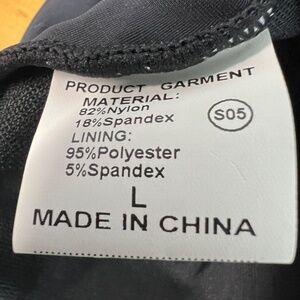 PRODUCT GARMENT
MATERIAL:
82%Nylon
18%Spandex
S05
LINING:
95%Polyester
5%Spandex
L
MADE IN CHINA